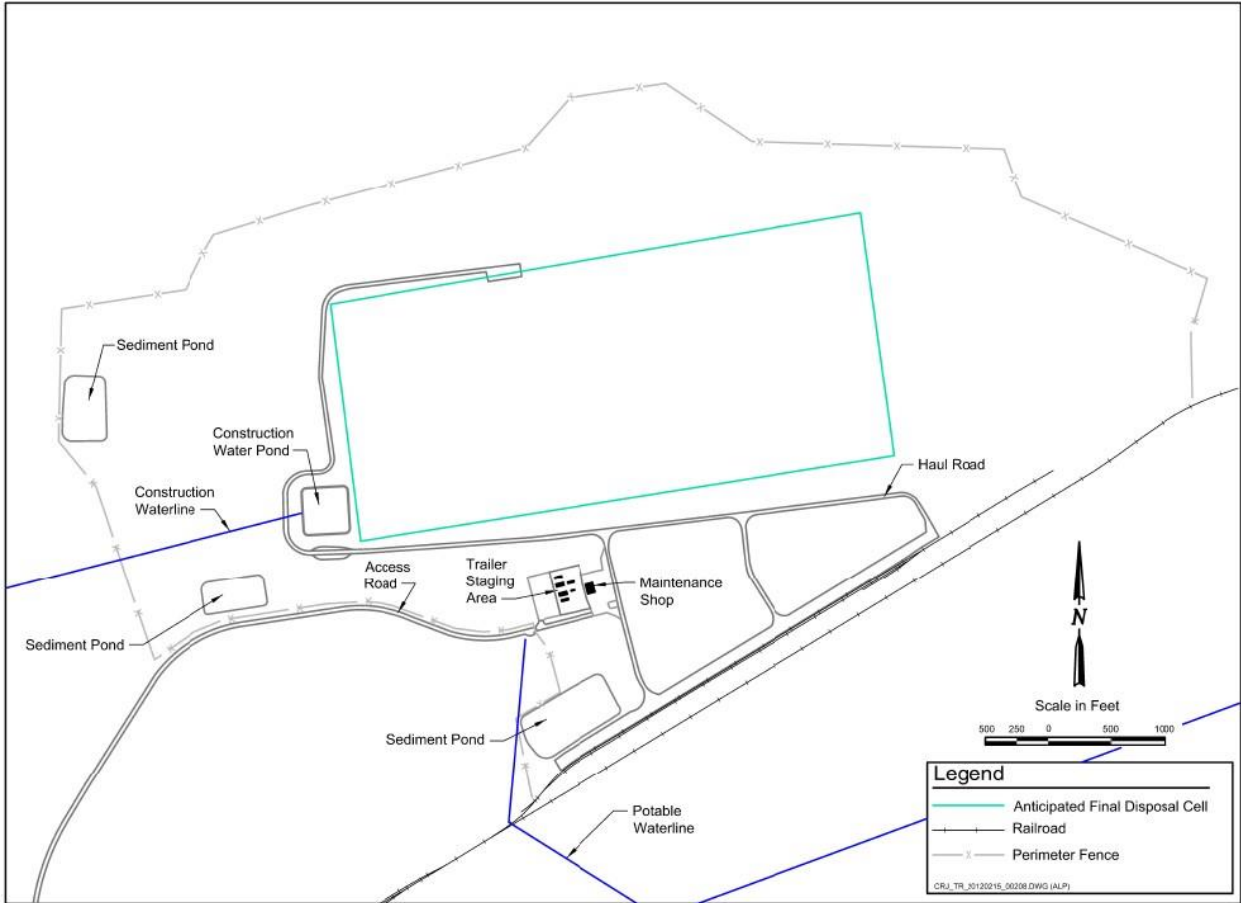 Sediment Pond
Construction
Water Pond
Haul Road
Construction
Waterline
Access
Road
Trailer
Staging
Area
Maintenance
Shop
N
Sediment Pond
Scale in Feet
500 250 0 500 1000
Sediment Pond
Legend
Anticipated Final Disposal Cell
Potable
Waterline
Railroad
Perimeter Fence
CRJ_TR_20120215_00208.DWG (ALP)